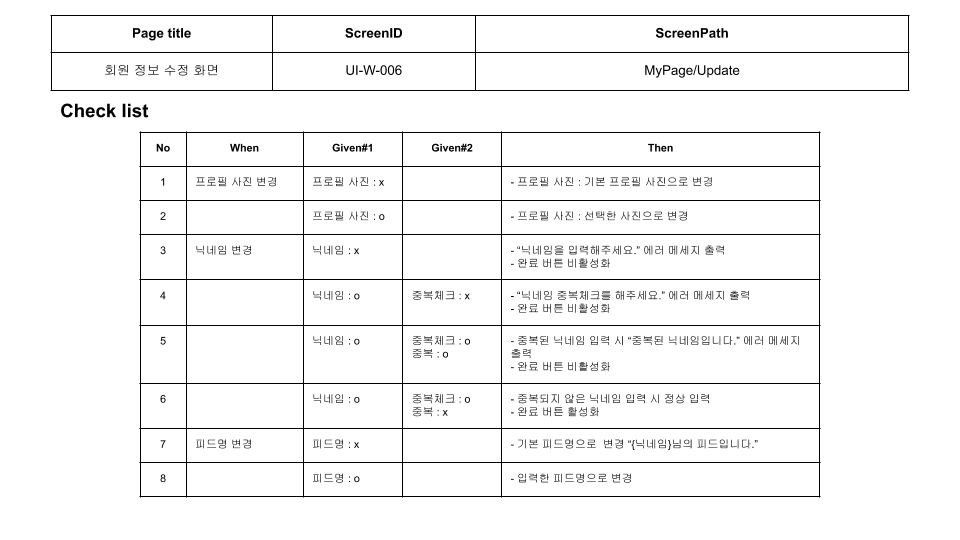 Page title ScreenID ScreenPath
회원 정보 수정 화면 UI-W-006 MyPage/Update
Check list
No When Given#1 Given#2 Then
1 프로필 사진 변경 프로필 사진 : x - 프로필 사진 : 기본 프로필 사진으로 변경
2 프로필 사진 : o - 프로필 사진 : 선택한 사진으로 변경
3 닉네임 변경 닉네임 : x - “닉네임을 입력해주세요.” 에러 메세지 출력
- 완료 버튼 비활성화
4 닉네임 : o 중복체크 : x - “닉네임 중복체크를 해주세요.” 에러 메세지 출력
- 완료 버튼 비활성화
5 닉네임 : o 중복체크 : o - 중복된 닉네임 입력 시 “중복된 닉네임입니다.” 에러 메세지
중복 : o 출력
- 완료 버튼 비활성화
6 닉네임 : o 중복체크 : o - 중복되지 않은 닉네임 입력 시 정상 입력
중복 : x - 완료 버튼 활성화
7 피드명 변경 피드명 : x - 기본 피드명으로 변경 “{닉네임}님의 피드입니다.”
8 피드명 : o - 입력한 피드명으로 변경